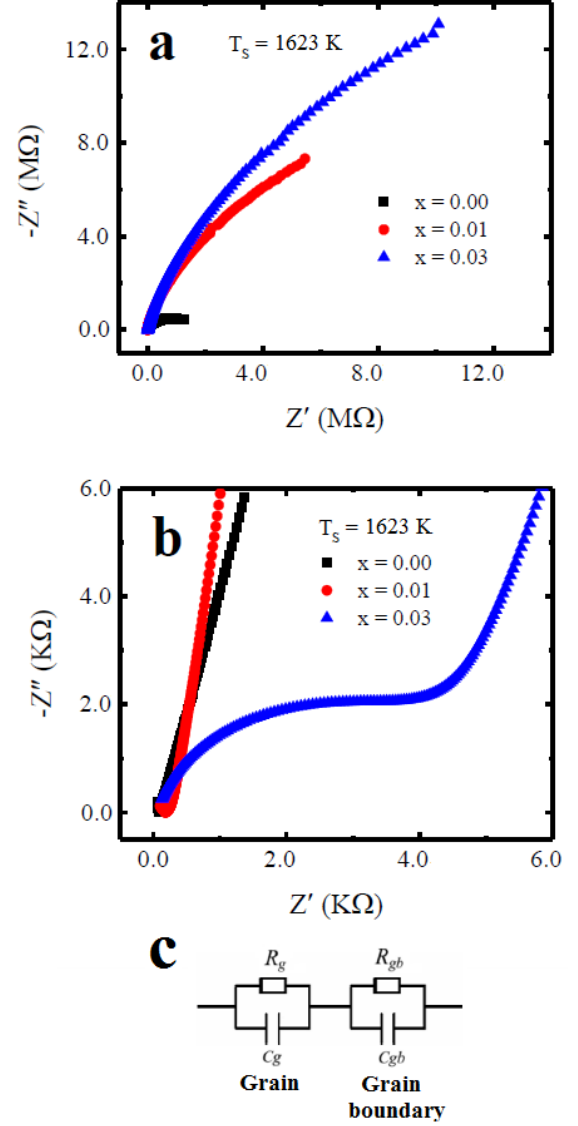 a
T_S = 1623 K
-Z″ (MΩ)
12.0
8.0
4.0
0.0
x = 0.00
x = 0.01
x = 0.03
0.0 4.0 8.0 12.0
Z′ (MΩ)
b
T_S = 1623 K
-Z″ (KΩ)
6.0
4.0
2.0
0.0
x = 0.00
x = 0.01
x = 0.03
0.0 2.0 4.0 6.0
Z′ (KΩ)
c
R_g R_gb
Cg Cgb
Grain Grain
boundary